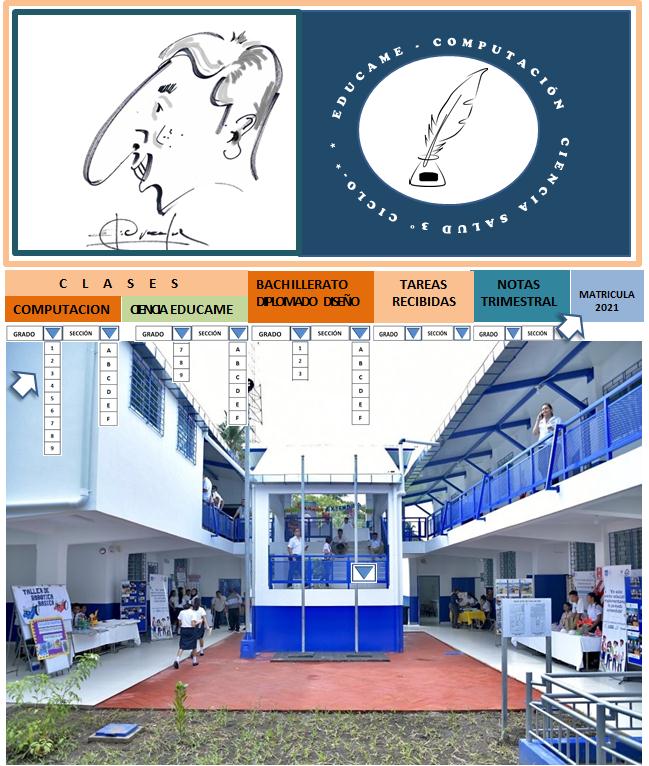 EDUCAME - COMPUTACIÓN CIENCIA SALUD 3° CICLO- * *
C L A S E S
COMPUTACION
CIENCIA EDUCAME
BACHILLERATO
DIPLOMADO DISEÑO
TAREAS
RECIBIDAS
NOTAS
TRIMESTRAL
MATRICULA
2021
GRADO SECCIÓN GRADO SECCIÓN GRADO SECCIÓN GRADO SECCIÓN GRADO SECCIÓN
1
2
3
4
5
6
7
8
9
A
B
C
D
E
F
7
8
9
A
B
C
D
E
F
1
2
3
A
B
C
D
E
F
TALLER DE
ROBOTICA
BASICA